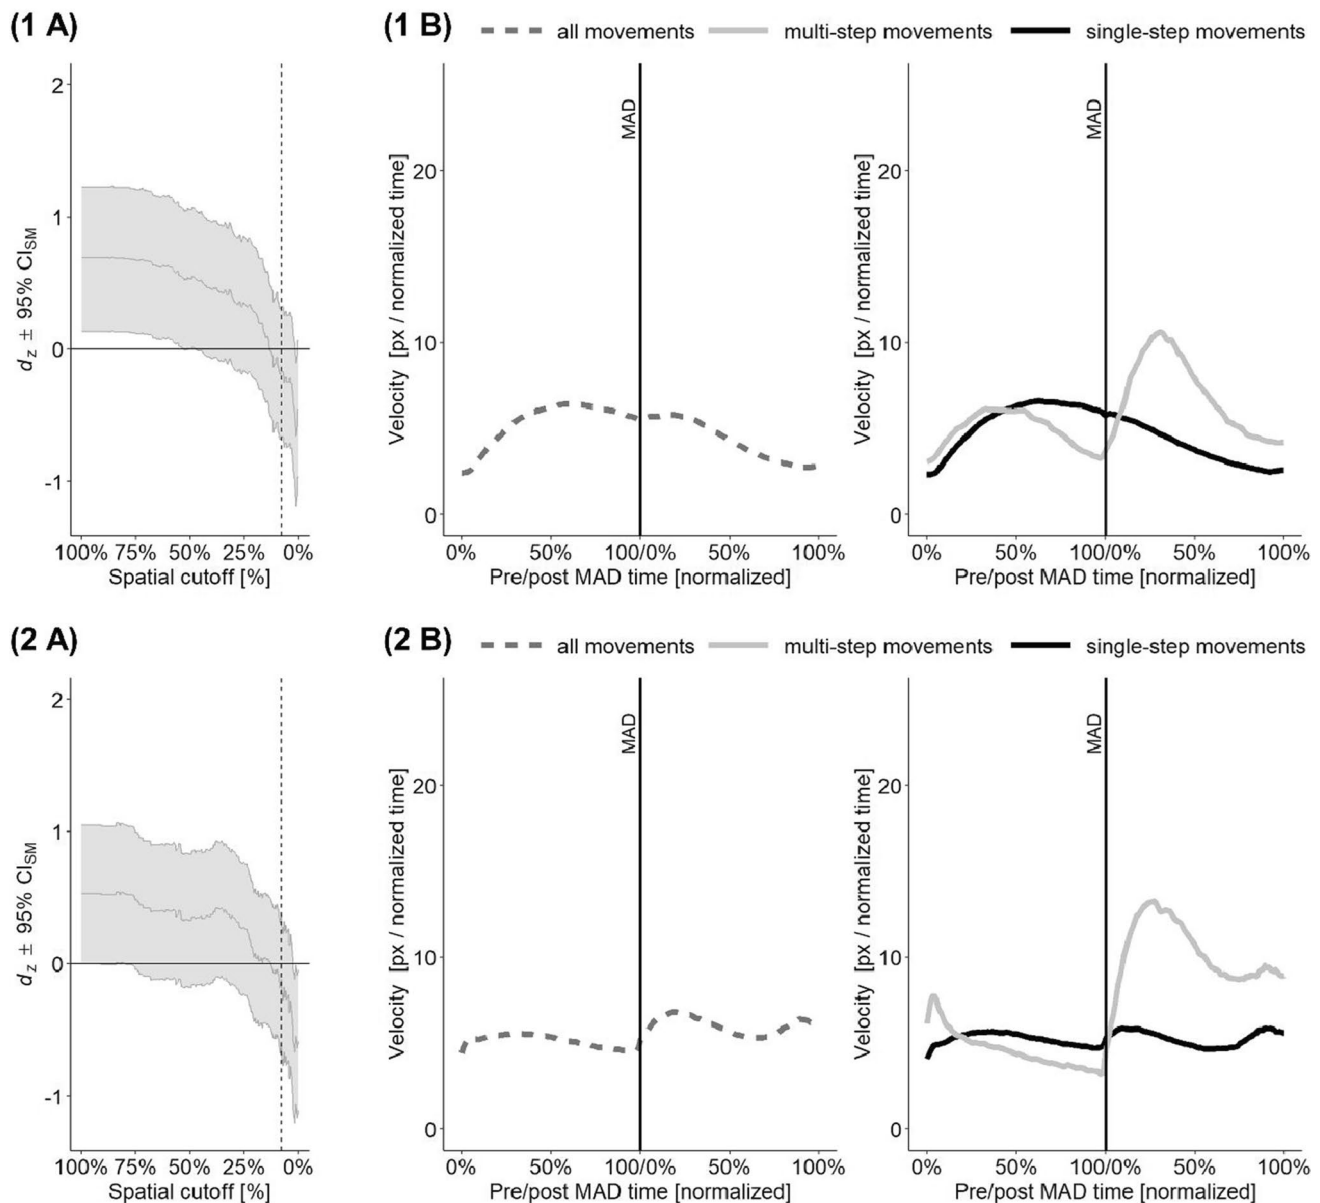 (1 A)
(1 B)
all movements
multi-step movements
single-step movements
2
1
0
-1
d z ± 95% CI SM
100% 75% 50% 25% 0%
Spatial cutoff [%]
20
10
0
Velocity [px / normalized time]
MAD
0% 50% 100/0% 50% 100%
Pre/post MAD time [normalized]
20
10
0
Velocity [px / normalized time]
MAD
0% 50% 100/0% 50% 100%
Pre/post MAD time [normalized]
(2 A)
(2 B)
all movements
multi-step movements
single-step movements
2
1
0
-1
d z ± 95% CI SM
100% 75% 50% 25% 0%
Spatial cutoff [%]
20
10
0
Velocity [px / normalized time]
MAD
0% 50% 100/0% 50% 100%
Pre/post MAD time [normalized]
20
10
0
Velocity [px / normalized time]
MAD
0% 50% 100/0% 50% 100%
Pre/post MAD time [normalized]